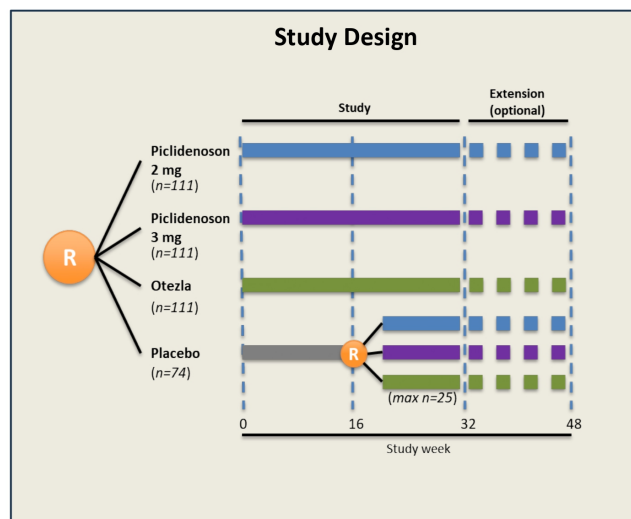 Study Design
Study
Extension
(optional)
Piclidenoson
2 mg
(n=111)
Piclidenoson
3 mg
(n=111)
R
Otezla
(n=111)
Placebo
(n=74)
R
(max n=25)
0 16 32 48
Study week